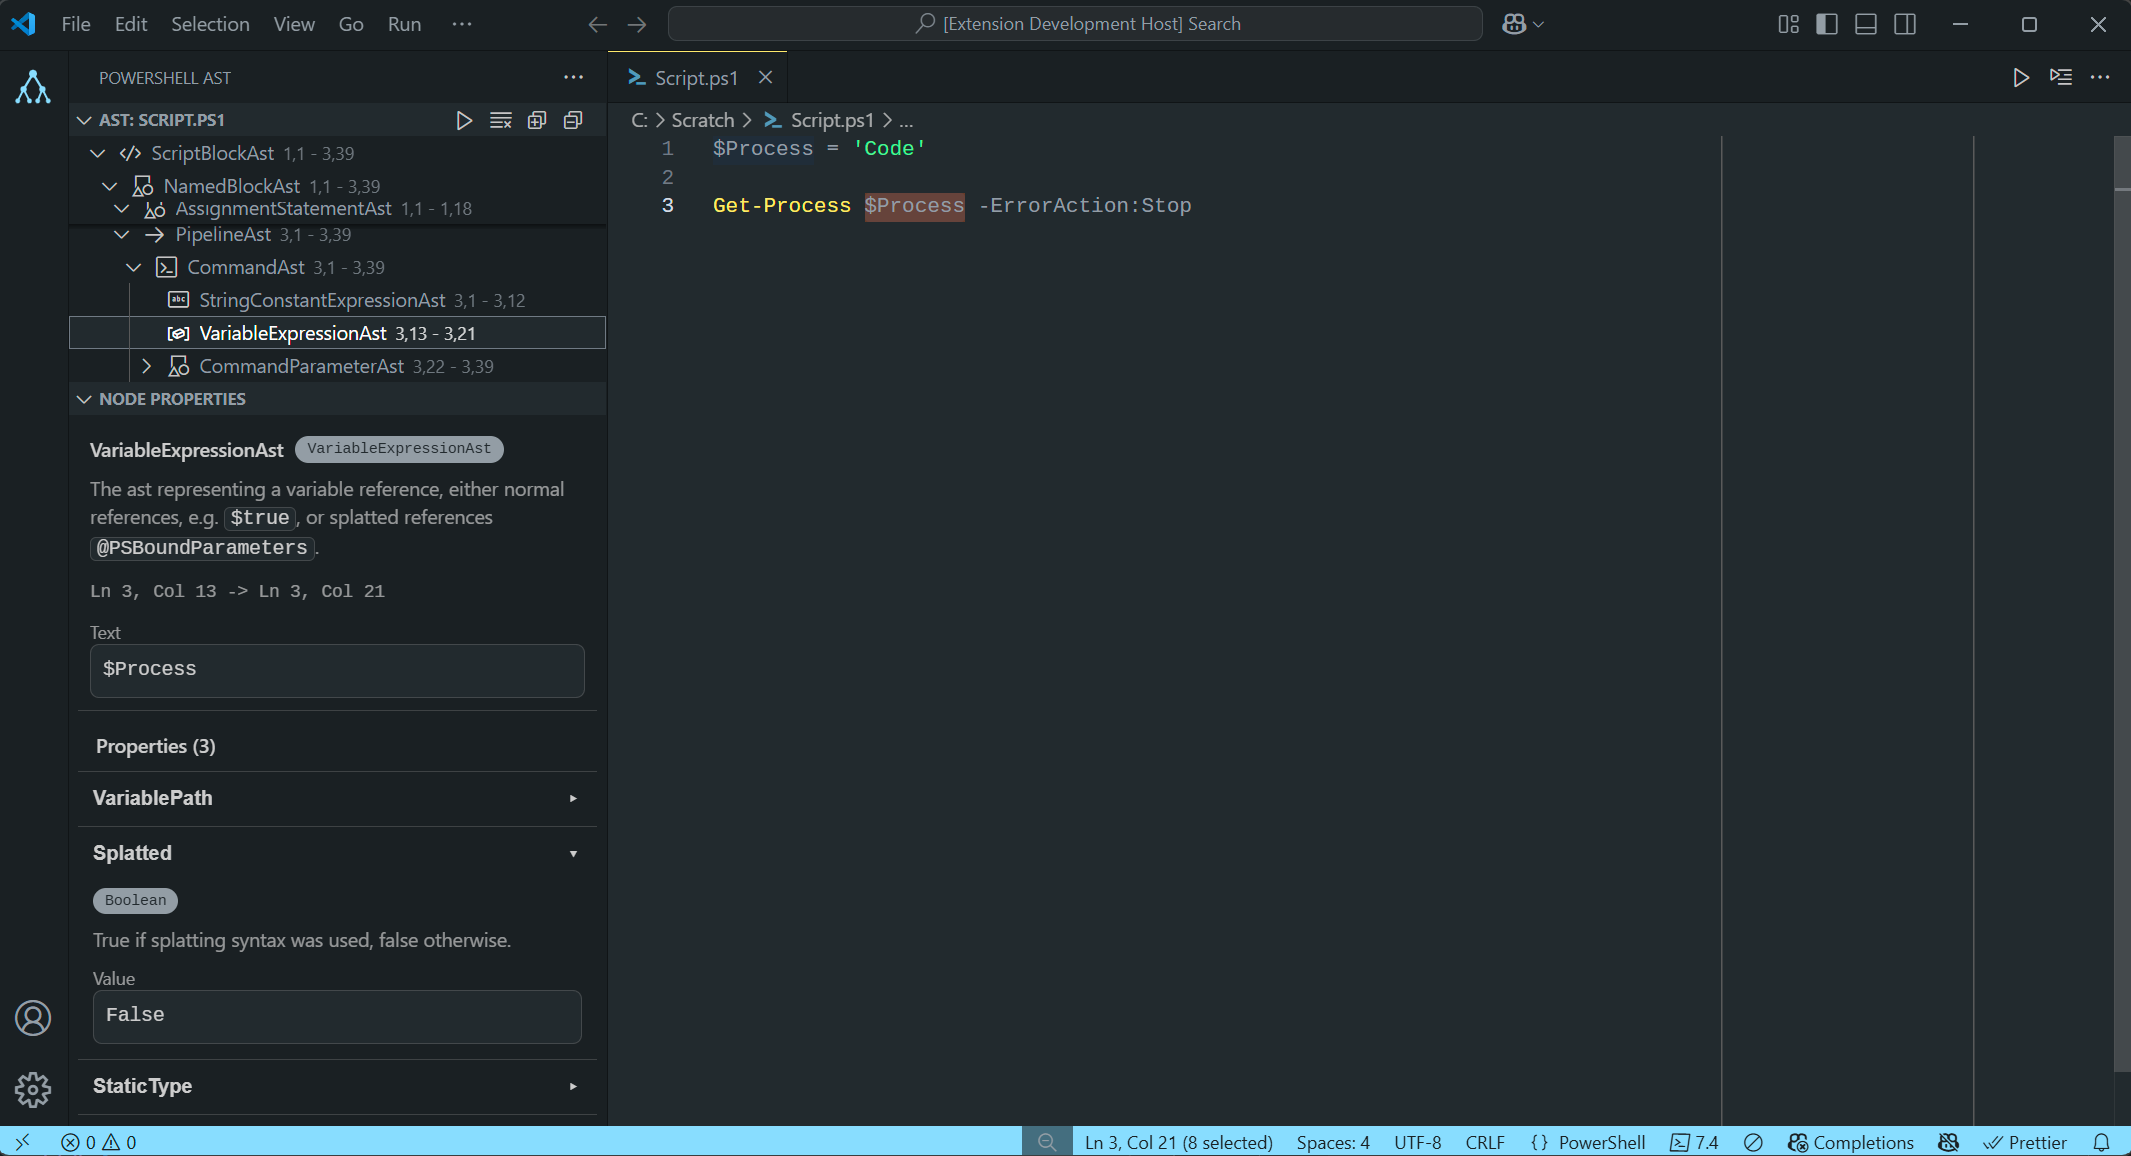 File Edit Selection View Go Run ··· [Extension Development Host] Search
POWERSHELL AST
AST: SCRIPT.PS1
ScriptBlockAst 1,1 - 3,39
NamedBlockAst 1,1 - 3,39
AssignmentStatementAst 1,1 - 1,18
PipelineAst 3,1 - 3,39
CommandAst 3,1 - 3,39
abc StringConstantExpressionAst 3,1 - 3,12
VariableExpressionAst 3,13 - 3,21
CommandParameterAst 3,22 - 3,39
NODE PROPERTIES
VariableExpressionAst VariableExpressionAst
The ast representing a variable reference, either normal
references, e.g. $true, or splatted references
@PSBoundParameters.
Ln 3, Col 13 -> Ln 3, Col 21
Text
$Process
Properties (3)
VariablePath
Splatted
Boolean
True if splatting syntax was used, false otherwise.
Value
False
StaticType
Script.ps1
C: > Scratch > Script.ps1 > ...
1 $Process = 'Code'
2
3 Get-Process $Process -ErrorAction:Stop
0 0 Ln 3, Col 21 (8 selected) Spaces: 4 UTF-8 CRLF {} PowerShell 7.4 Completions Prettier